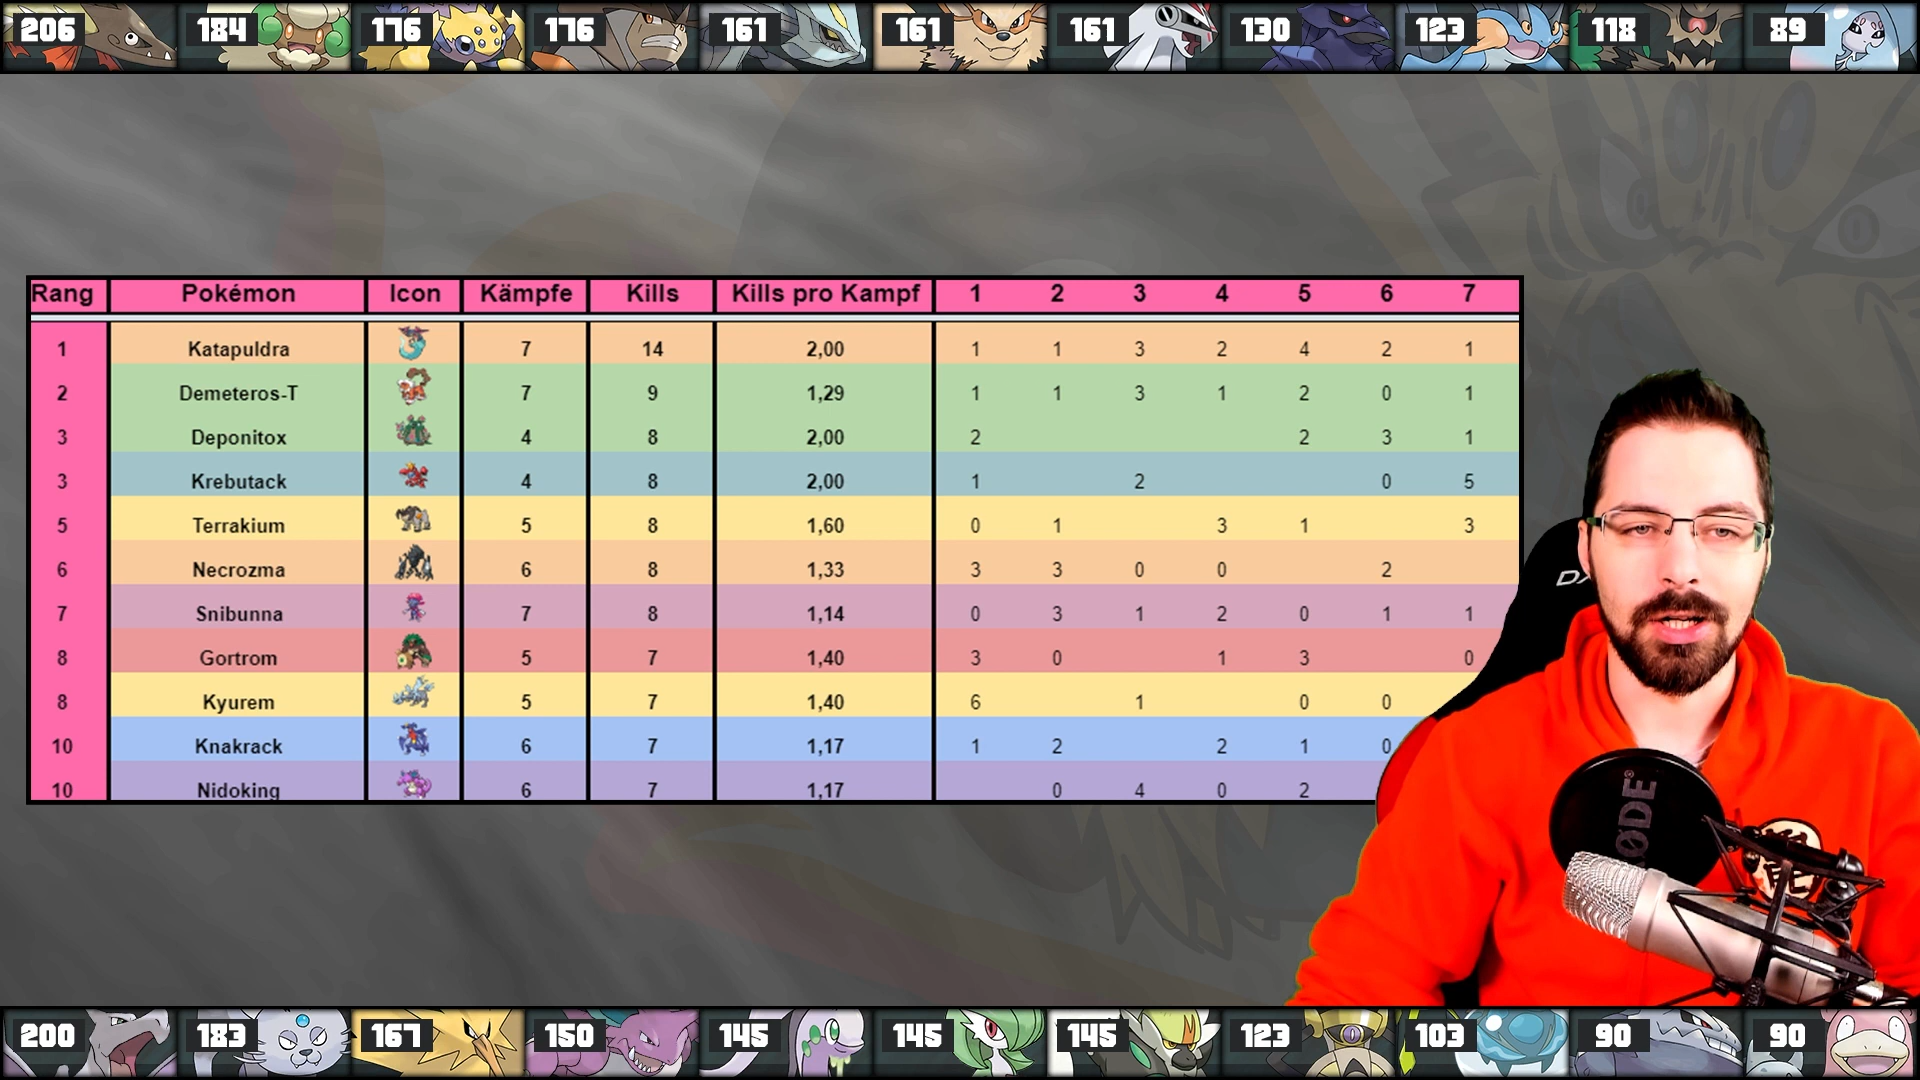 206 184 176 176 161 161 161 130 123 118 89
Rang Pokémon Icon Kämpfe Kills Kills pro Kampf 1 2 3 4 5 6 7
1 Katapuldra 7 14 2,00 1 1 3 2 4 2 1
2 Demeteros-T 7 9 1,29 1 1 3 1 2 0 1
3 Deponitox 4 8 2,00 2 2 3 1
3 Krebutack 4 8 2,00 1 2 0 5
5 Terrakium 5 8 1,60 0 1 3 1 3
6 Necrozma 6 8 1,33 3 3 0 0 2
7 Snibunna 7 8 1,14 0 3 1 2 0 1 1
8 Gortrom 5 7 1,40 3 0 1 3 0
8 Kyurem 5 7 1,40 6 1 0 0
10 Knakrack 6 7 1,17 1 2 2 1 0
10 Nidoking 6 7 1,17 0 4 0 2
RØDE
200 183 167 150 145 145 145 123 103 90 90